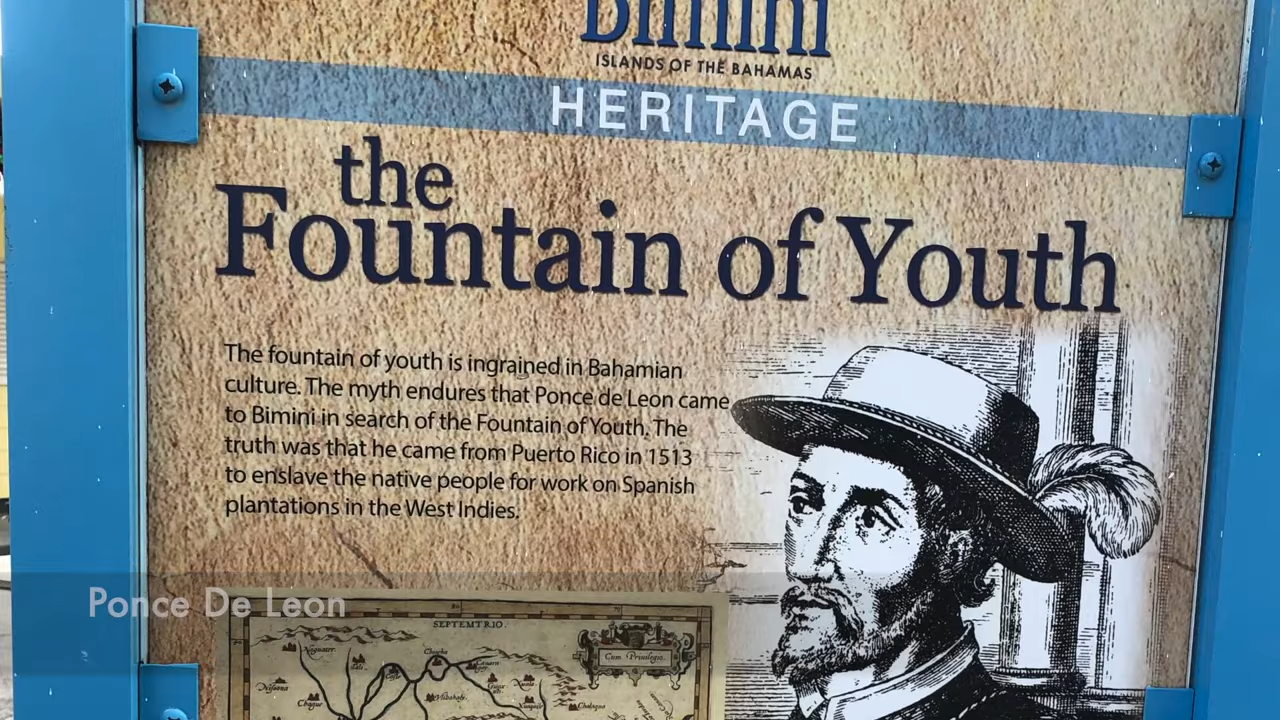 Bimini
ISLANDS OF THE BAHAMAS
HERITAGE
the
Fountain of Youth
The fountain of youth is ingrained in Bahamian
culture. The myth endures that Ponce de Leon came
to Bimini in search of the Fountain of Youth. The
truth was that he came from Puerto Rico in 1513
to enslave the native people for work on Spanish
plantations in the West Indies.
Ponce De Leon
SEPTEMTRIO.
Cum Privilegio.